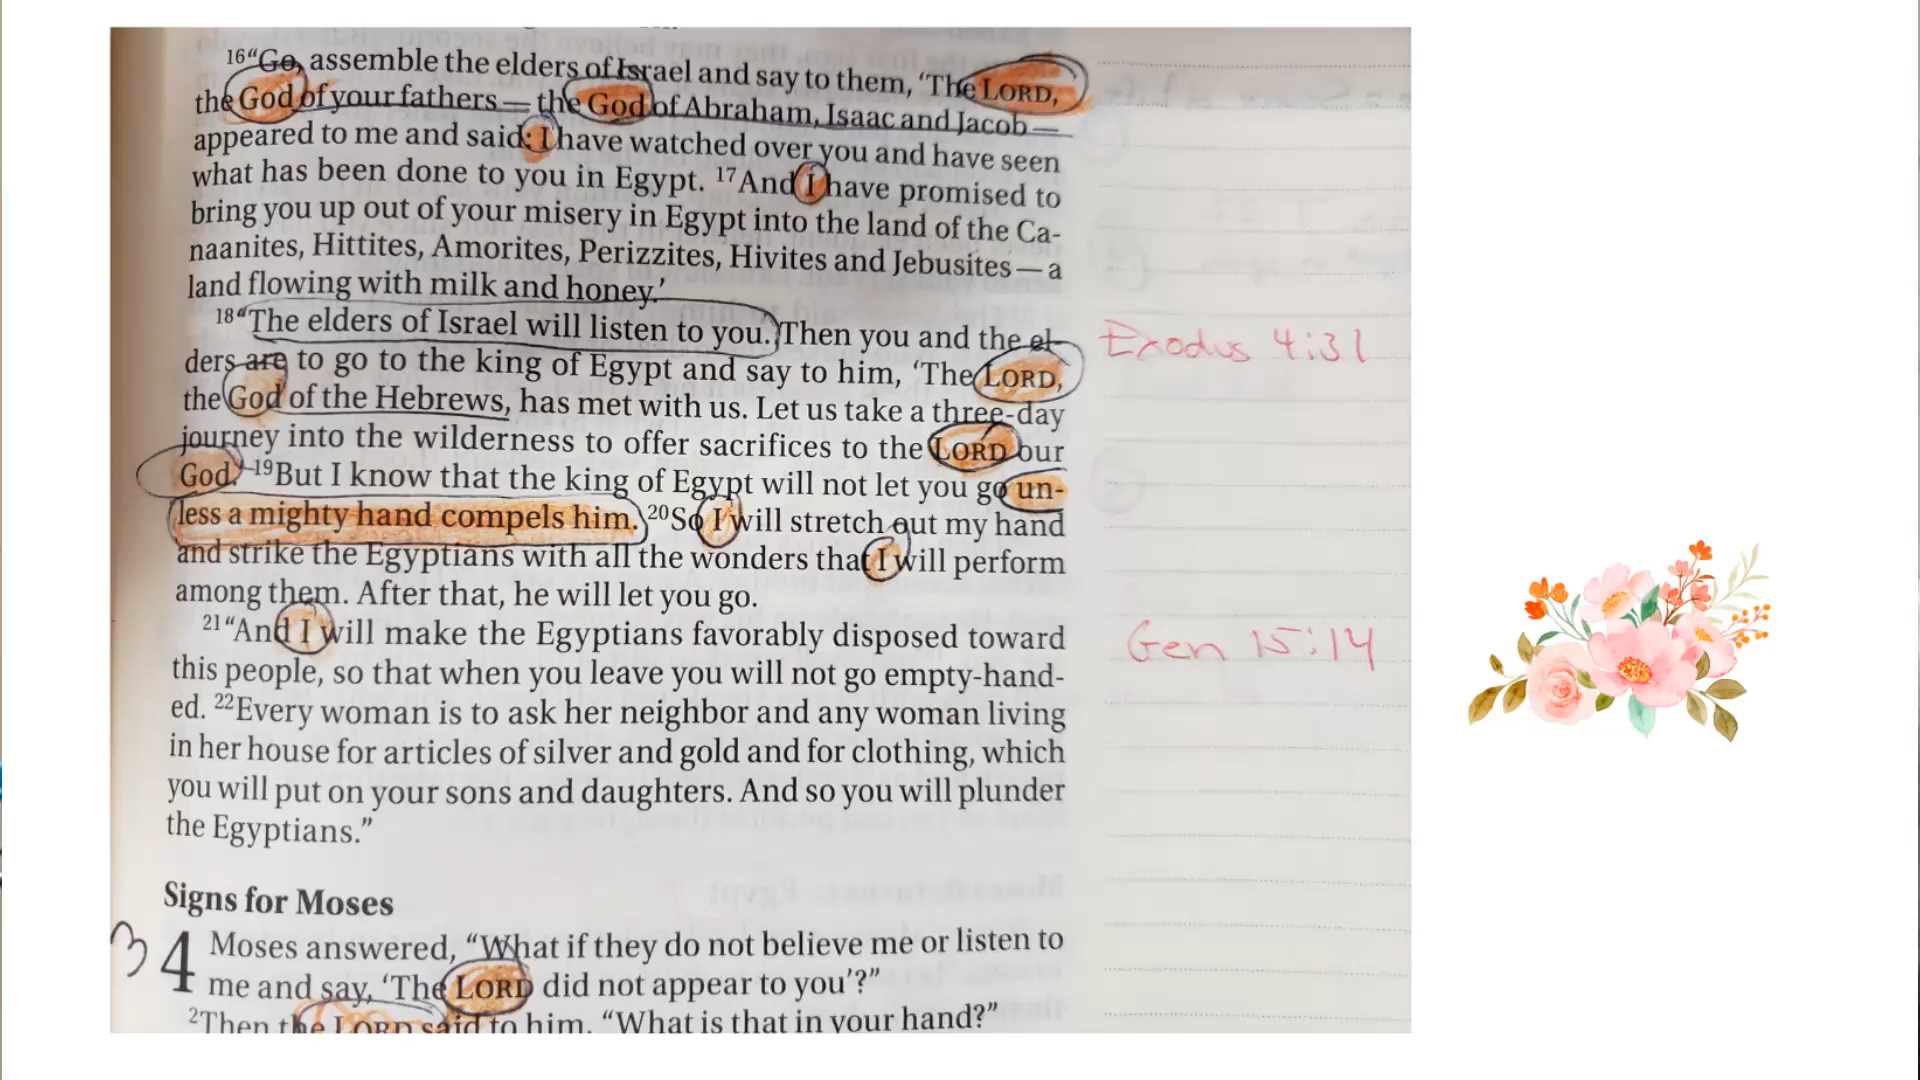 16“Go, assemble the elders of Israel and say to them, ‘The LORD,
the God of your fathers — the God of Abraham, Isaac and Jacob —
appeared to me and said: I have watched over you and have seen
what has been done to you in Egypt. 17And I have promised to
bring you up out of your misery in Egypt into the land of the Ca-
naanites, Hittites, Amorites, Perizzites, Hivites and Jebusites — a
land flowing with milk and honey.’
18“The elders of Israel will listen to you. Then you and the el-
ders are to go to the king of Egypt and say to him, ‘The LORD,
Exodus 4:31
the God of the Hebrews, has met with us. Let us take a three-day
journey into the wilderness to offer sacrifices to the LORD our
God.’ 19But I know that the king of Egypt will not let you go un-
less a mighty hand compels him. 20So I will stretch out my hand
and strike the Egyptians with all the wonders that I will perform
among them. After that, he will let you go.
21“And I will make the Egyptians favorably disposed toward
Gen 15:14
this people, so that when you leave you will not go empty-hand-
ed. 22Every woman is to ask her neighbor and any woman living
in her house for articles of silver and gold and for clothing, which
you will put on your sons and daughters. And so you will plunder
the Egyptians.”
Signs for Moses
3
4 Moses answered, “What if they do not believe me or listen to
me and say, ‘The LORD did not appear to you’?”
2Then the LORD said to him, “What is that in your hand?”